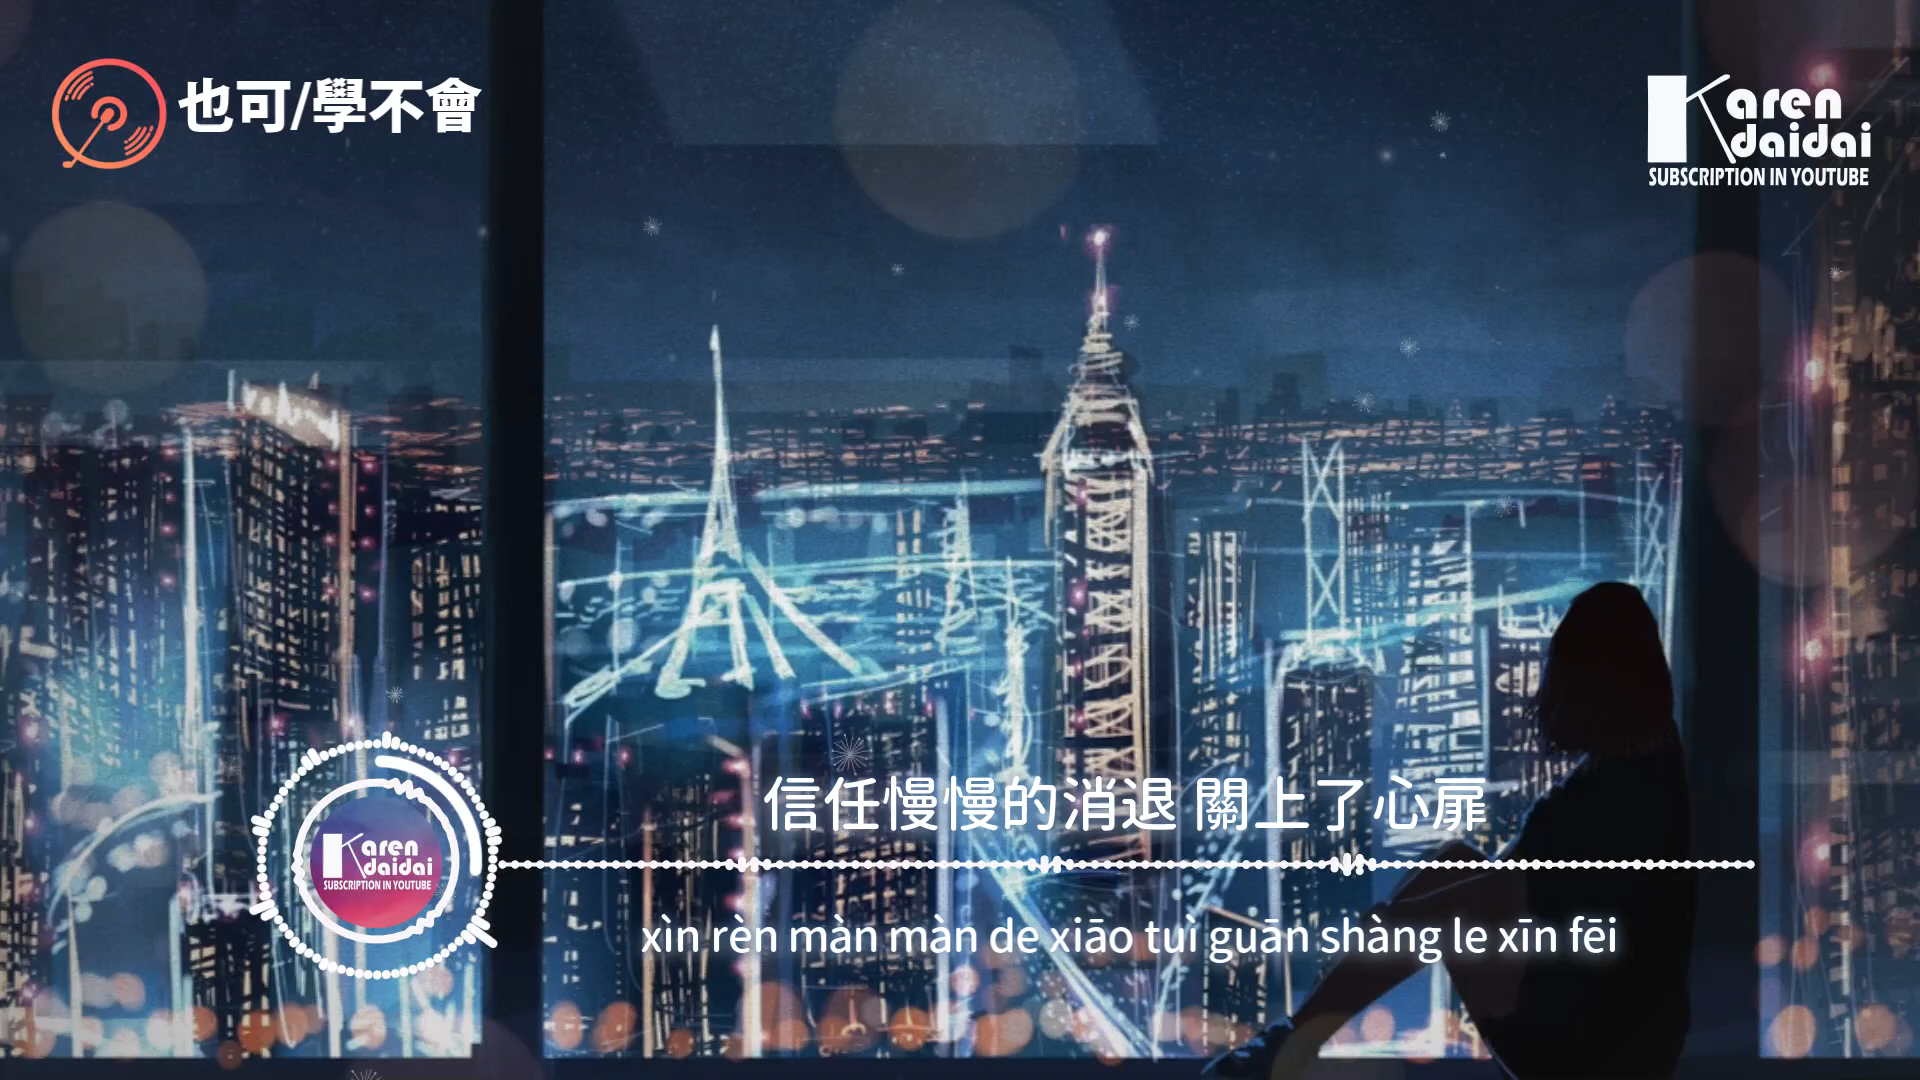 也可/學不會
Karen
daidai
SUBSCRIPTION IN YOUTUBE
信任慢慢的消退 關上了心扉
Karen
daidai
SUBSCRIPTION IN YOUTUBE
xìn rèn màn màn de xiāo tuì guān shàng le xīn fēi